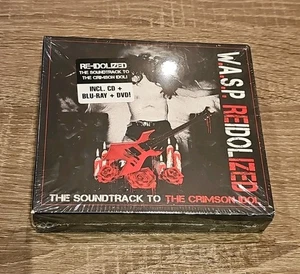 RE-IDOLIZED
THE SOUNDTRACK TO
THE CRIMSON IDOL!
INCL. CD +
BLU-RAY + DVD!
W.A.S.P. REIDOLIZED
THE SOUNDTRACK TO THE CRIMSON IDOL